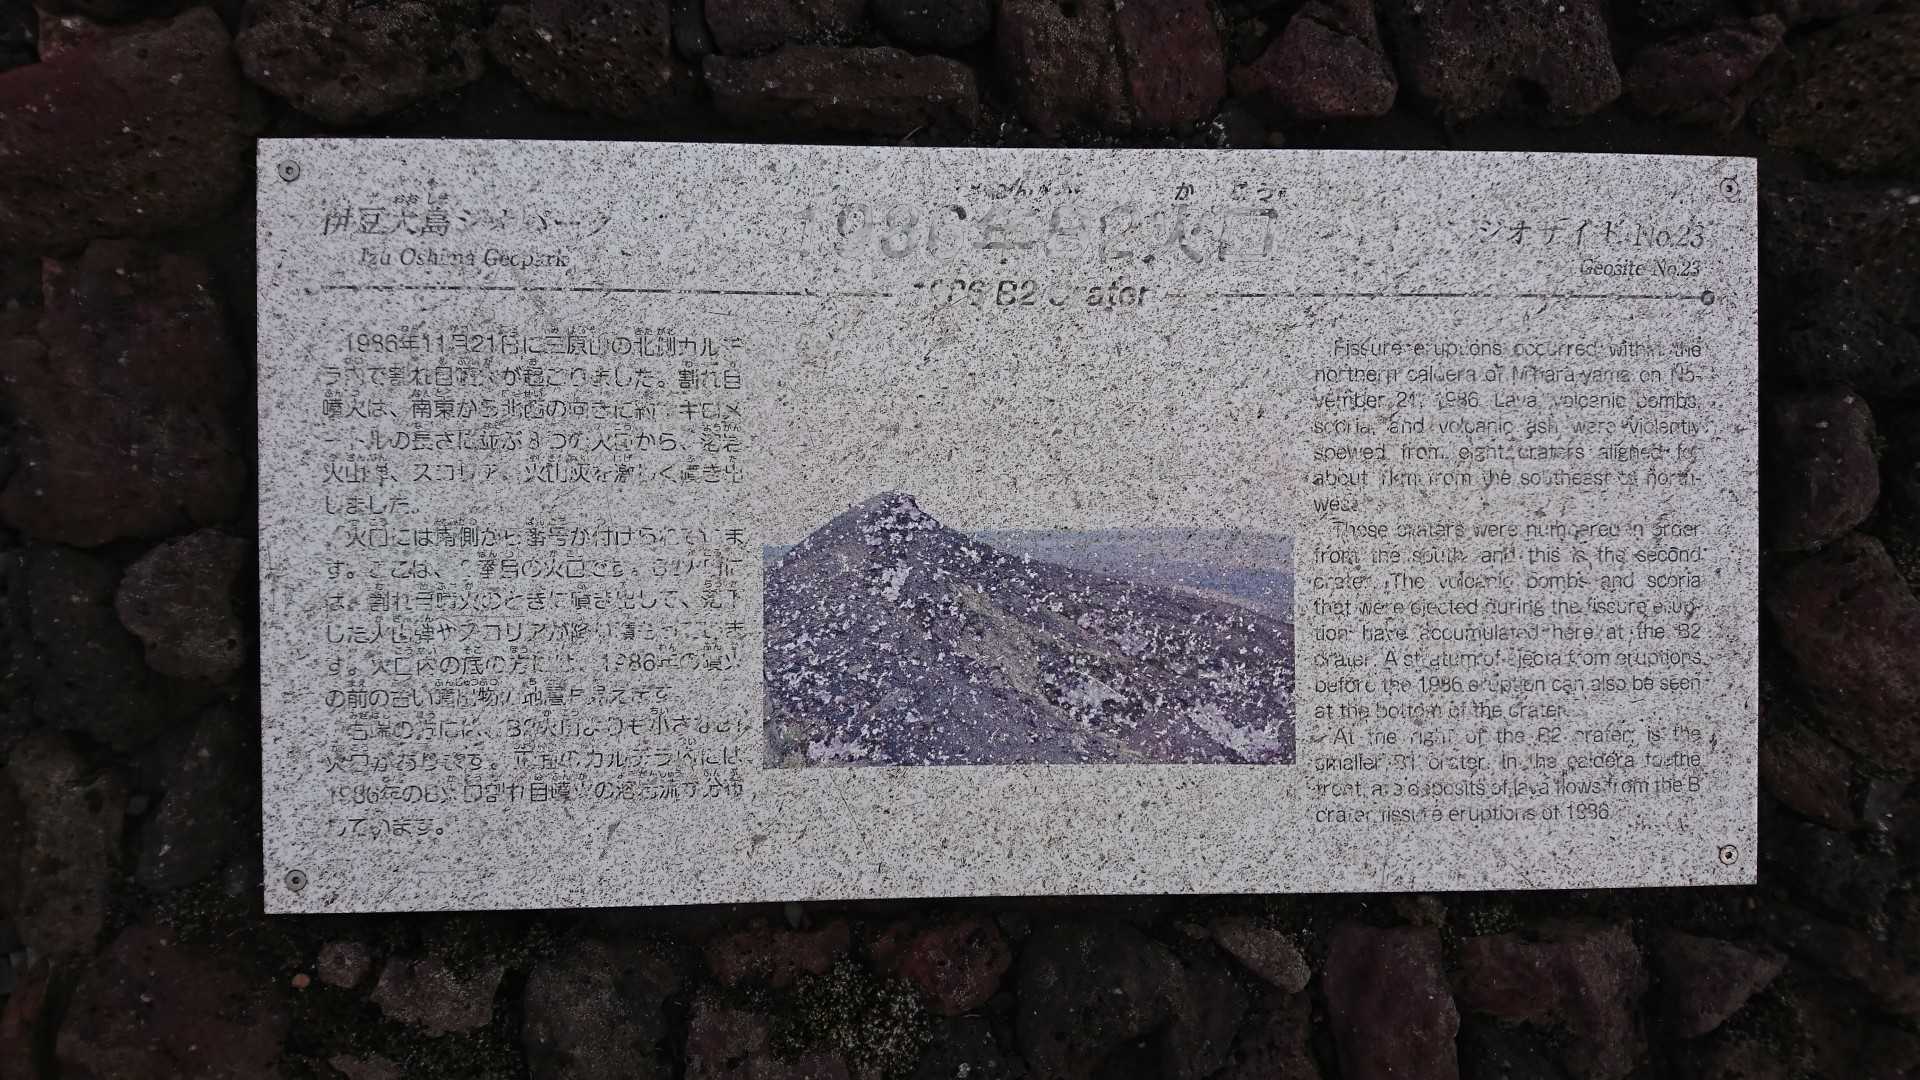 伊豆大島ジオパーク
Izu Oshima Geopark
1986年B2火口
1986 B2 Crater
ジオサイト No.23
Geosite No.23
1986年11月21日に三原山の北側カルデ
ラ内で割れ目噴火が起こりました。割れ目
噴火は、南東から北西の向きに約1キロメ
ートルの長さに並ぶ8つの火口から、溶岩
火山弾、スコリア、火山灰を激しく噴き出
しました。
火口には南側から番号が付けられていま
す。ここは、2番目の火口です。B2火口に
は、割れ目噴火のときに噴き出して、落下
した火山弾やスコリアが降り積もっていま
す。火口内の底の方には、1986年の噴火
の前の古い噴出物の地層も見えます。
右隣の方には、B2火口よりも小さなB1
火口があります。正面のカルデラ内には
1986年のB火口割れ目噴火の溶岩流が分布
しています。
Fissure eruptions occurred within the
northern caldera of Mihara-yama on No-
vember 21, 1986. Lava, volcanic bombs,
scoria, and volcanic ash were violently
spewed from eight craters aligned for
about 1km from the southeast to north-
west.
Those craters were numbered in order
from the south, and this is the second
crater. The volcanic bombs and scoria
that were ejected during the fissure erup-
tion have accumulated here at the B2
crater. A stratum of ejecta from eruptions
before the 1986 eruption can also be seen
at the bottom of the crater.
At the right of the B2 crater, is the
smaller B1 crater. In the caldera to the
front, are deposits of lava flows from the B
crater fissure eruptions of 1986.